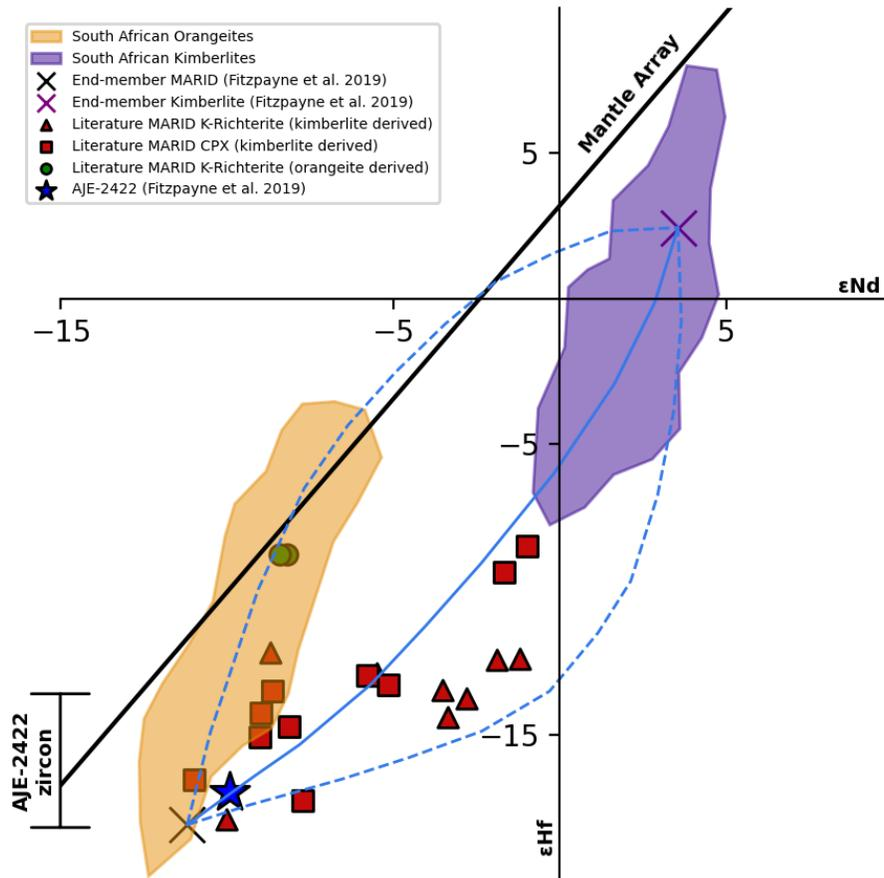 South African Orangeites
South African Kimberlites
End-member MARID (Fitzpayne et al. 2019)
End-member Kimberlite (Fitzpayne et al. 2019)
Literature MARID K-Richterite (kimberlite derived)
Literature MARID CPX (kimberlite derived)
Literature MARID K-Richterite (orangeite derived)
AJE-2422 (Fitzpayne et al. 2019)
Mantle Array
5
εNd
−15
−5
5
−5
−15
AJE-2422
zircon
εHf